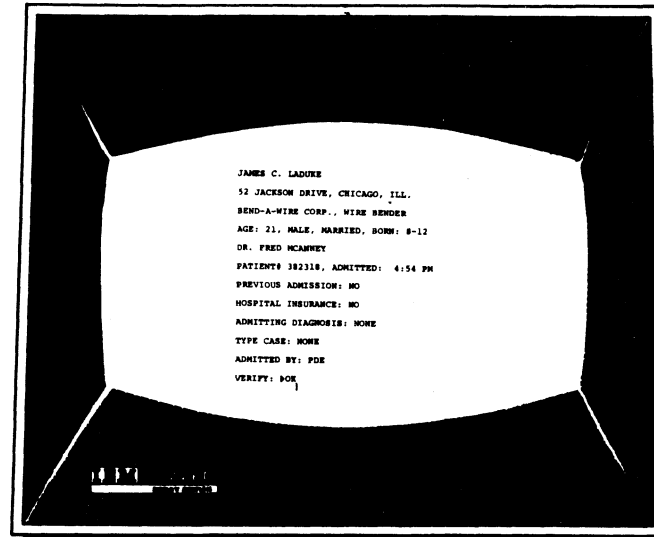 JAMES C. LADUKE
52 JACKSON DRIVE, CHICAGO, ILL.
BEND-A-WIRE CORP., WIRE BENDER
AGE: 21, MALE, MARRIED, BORN: 8-12
DR. FRED MCANNEY
PATIENT# 382318, ADMITTED: 4:54 PM
PREVIOUS ADMISSION: NO
HOSPITAL INSURANCE: NO
ADMITTING DIAGNOSIS: NONE
TYPE CASE: NONE
ADMITTED BY: PDE
VERIFY: POE
IBM